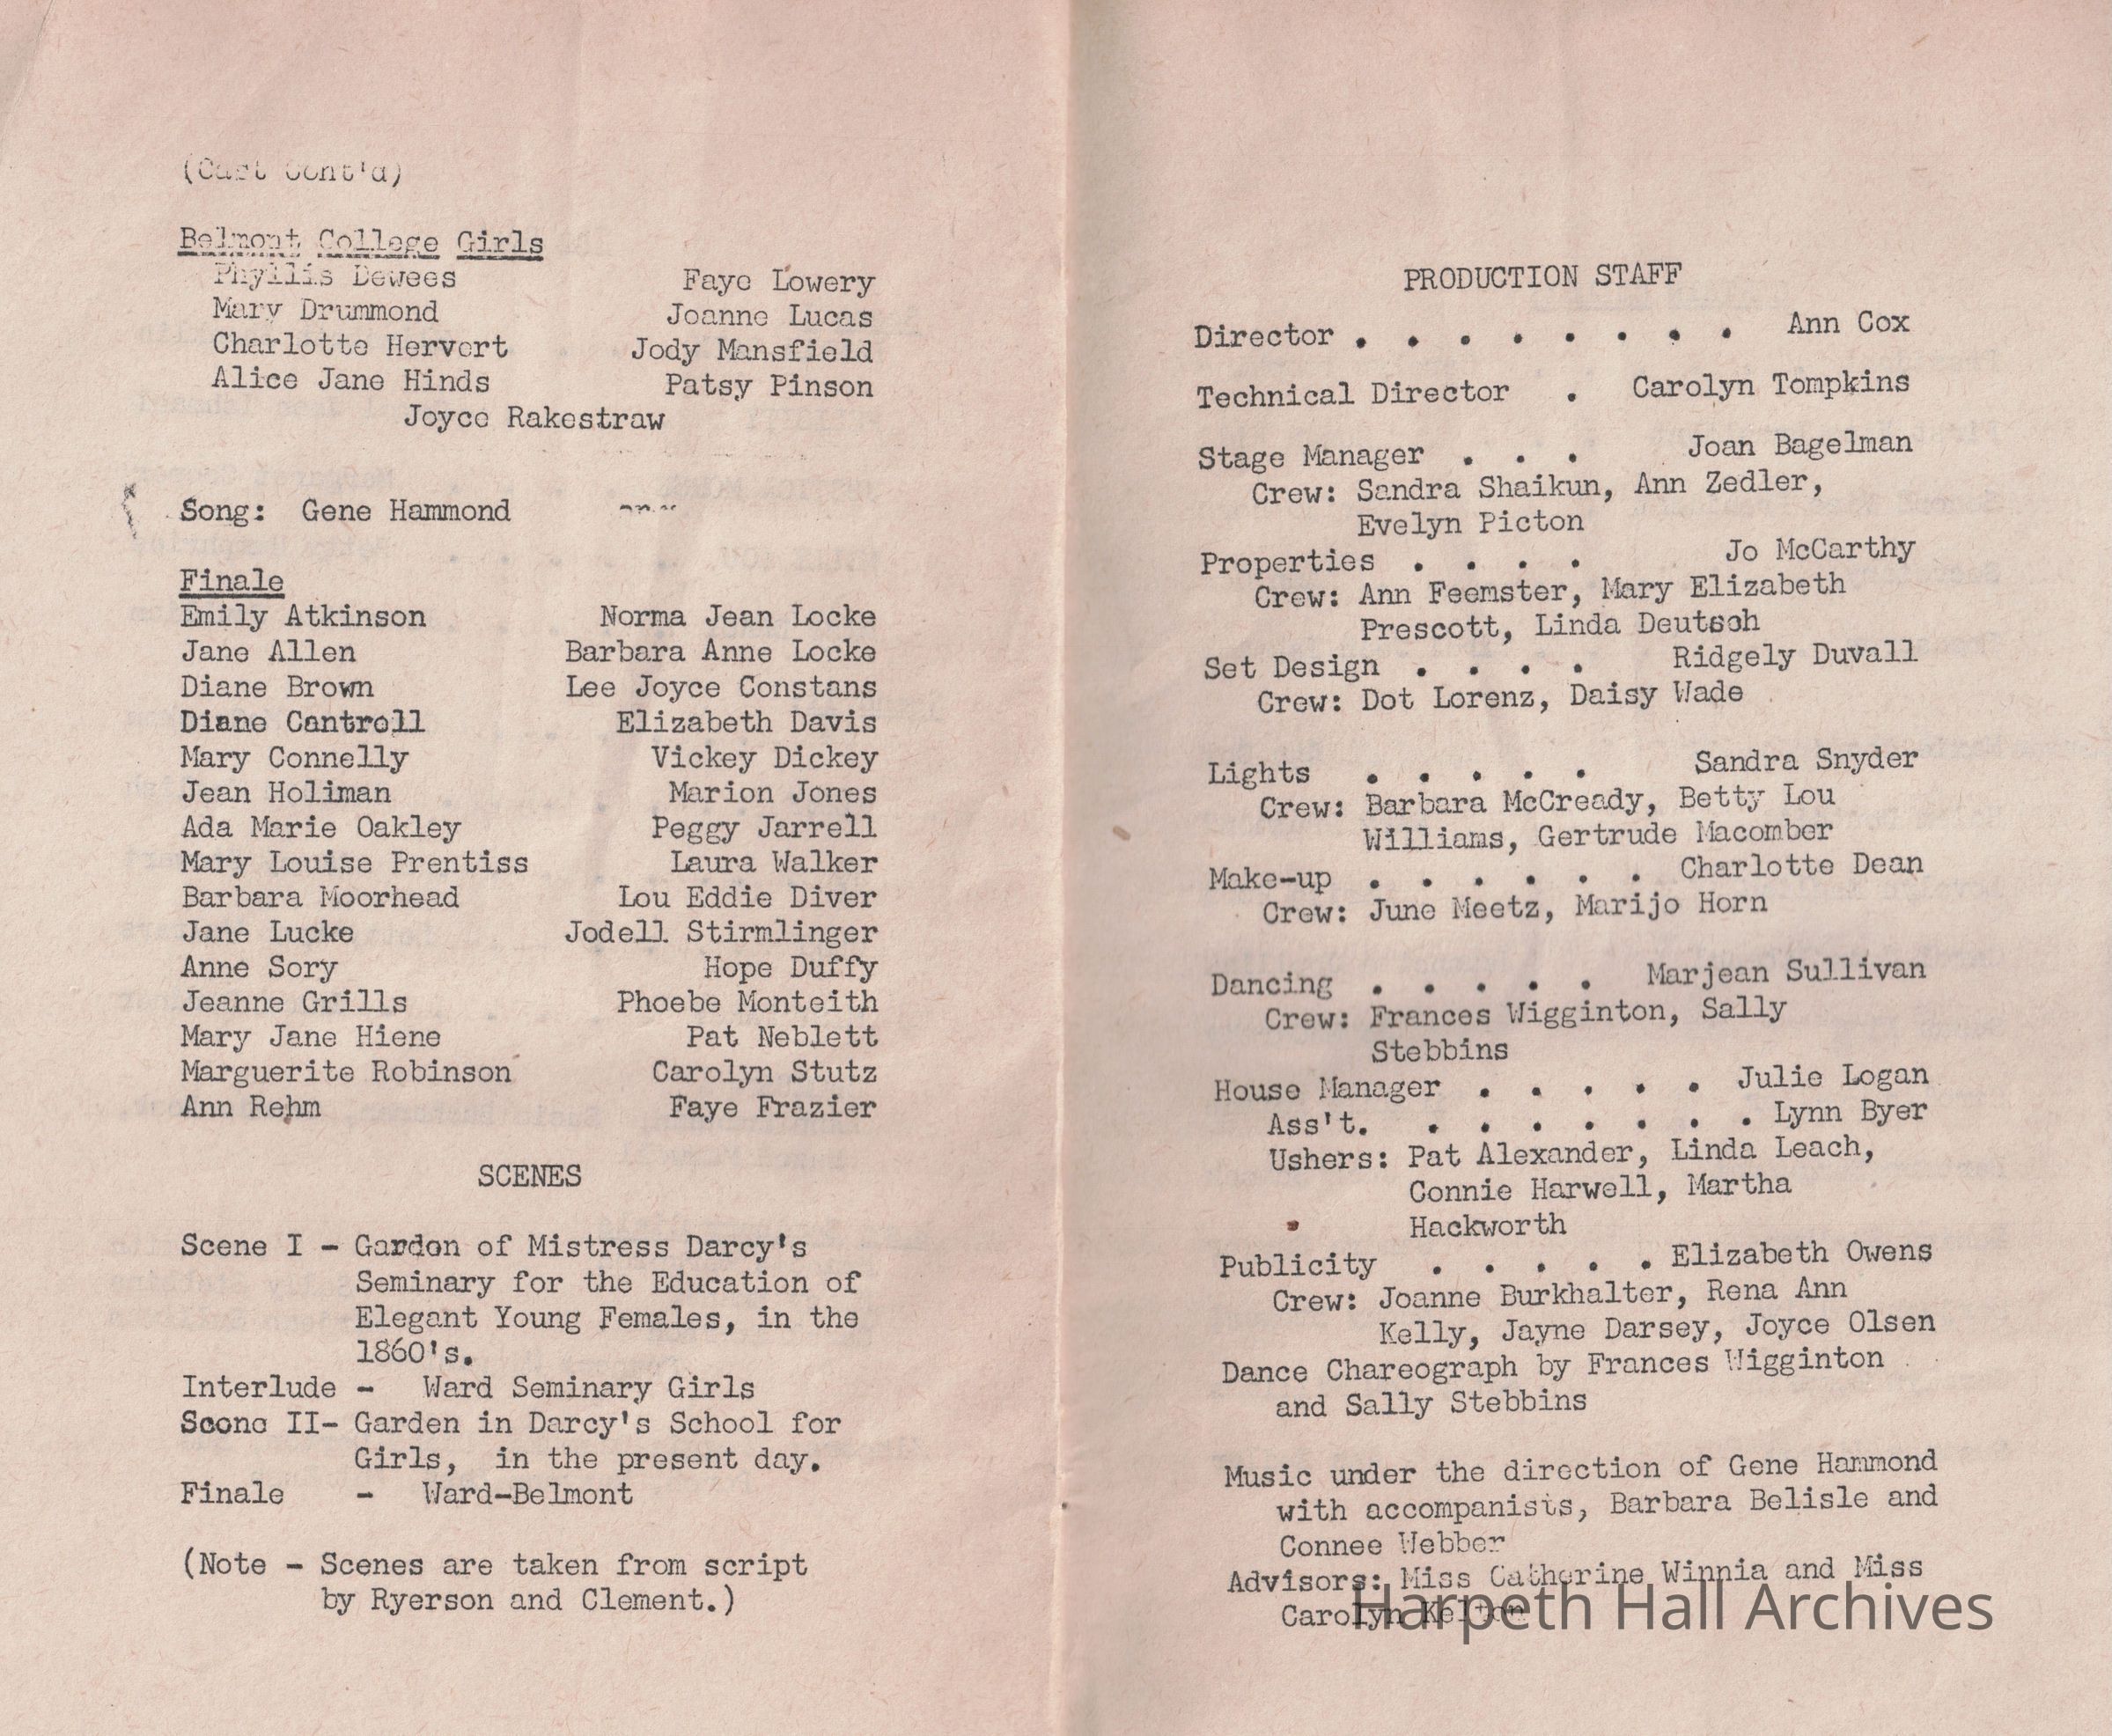 (Cast Cont'd)
Belmont College Girls
Phyllis Dewees Faye Lowery
Mary Drummond Joanne Lucas
Charlotte Hervert Jody Mansfield
Alice Jane Hinds Patsy Pinson
Joyce Rakestraw
Song: Gene Hammond
Finale
Emily Atkinson Norma Jean Locke
Jane Allen Barbara Anne Locke
Diane Brown Lee Joyce Constans
Diane Cantrell Elizabeth Davis
Mary Connelly Vickey Dickey
Jean Holiman Marion Jones
Ada Marie Oakley Peggy Jarrell
Mary Louise Prentiss Laura Walker
Barbara Moorhead Lou Eddie Diver
Jane Lucke Jodell Stirmlinger
Anne Sory Hope Duffy
Jeanne Grills Phoebe Monteith
Mary Jane Hiene Pat Neblett
Marguerite Robinson Carolyn Stutz
Ann Rehm Faye Frazier
SCENES
Scene I - Garden of Mistress Darcy's
Seminary for the Education of
Elegant Young Females, in the
1860's.
Interlude - Ward Seminary Girls
Scene II- Garden in Darcy's School for
Girls, in the present day.
Finale - Ward-Belmont
(Note - Scenes are taken from script
by Ryerson and Clement.)
PRODUCTION STAFF
Director . . . . . . . . Ann Cox
Technical Director . Carolyn Tompkins
Stage Manager . . . Joan Bagelman
Crew: Sandra Shaikun, Ann Zedler,
Evelyn Picton
Properties . . . . Jo McCarthy
Crew: Ann Feemster, Mary Elizabeth
Prescott, Linda Deutsch
Set Design . . . . Ridgely Duvall
Crew: Dot Lorenz, Daisy Wade
Lights . . . . . Sandra Snyder
Crew: Barbara McCready, Betty Lou
Williams, Gertrude Macomber
Make-up . . . . . . Charlotte Dean
Crew: June Meetz, Marijo Horn
Dancing . . . . . Marjean Sullivan
Crew: Frances Wigginton, Sally
Stebbins
House Manager . . . . . Julie Logan
Ass't. . . . . . . . Lynn Byer
Ushers: Pat Alexander, Linda Leach,
Connie Harwell, Martha
Hackworth
Publicity . . . . . Elizabeth Owens
Crew: Joanne Burkhalter, Rena Ann
Kelly, Jayne Darsey, Joyce Olsen
Dance Chareograph by Frances Wigginton
and Sally Stebbins
Music under the direction of Gene Hammond
with accompanists, Barbara Belisle and
Connee Webber
Advisors: Miss Catherine Winnia and Miss
Carolyn Kelton
Harpeth Hall Archives